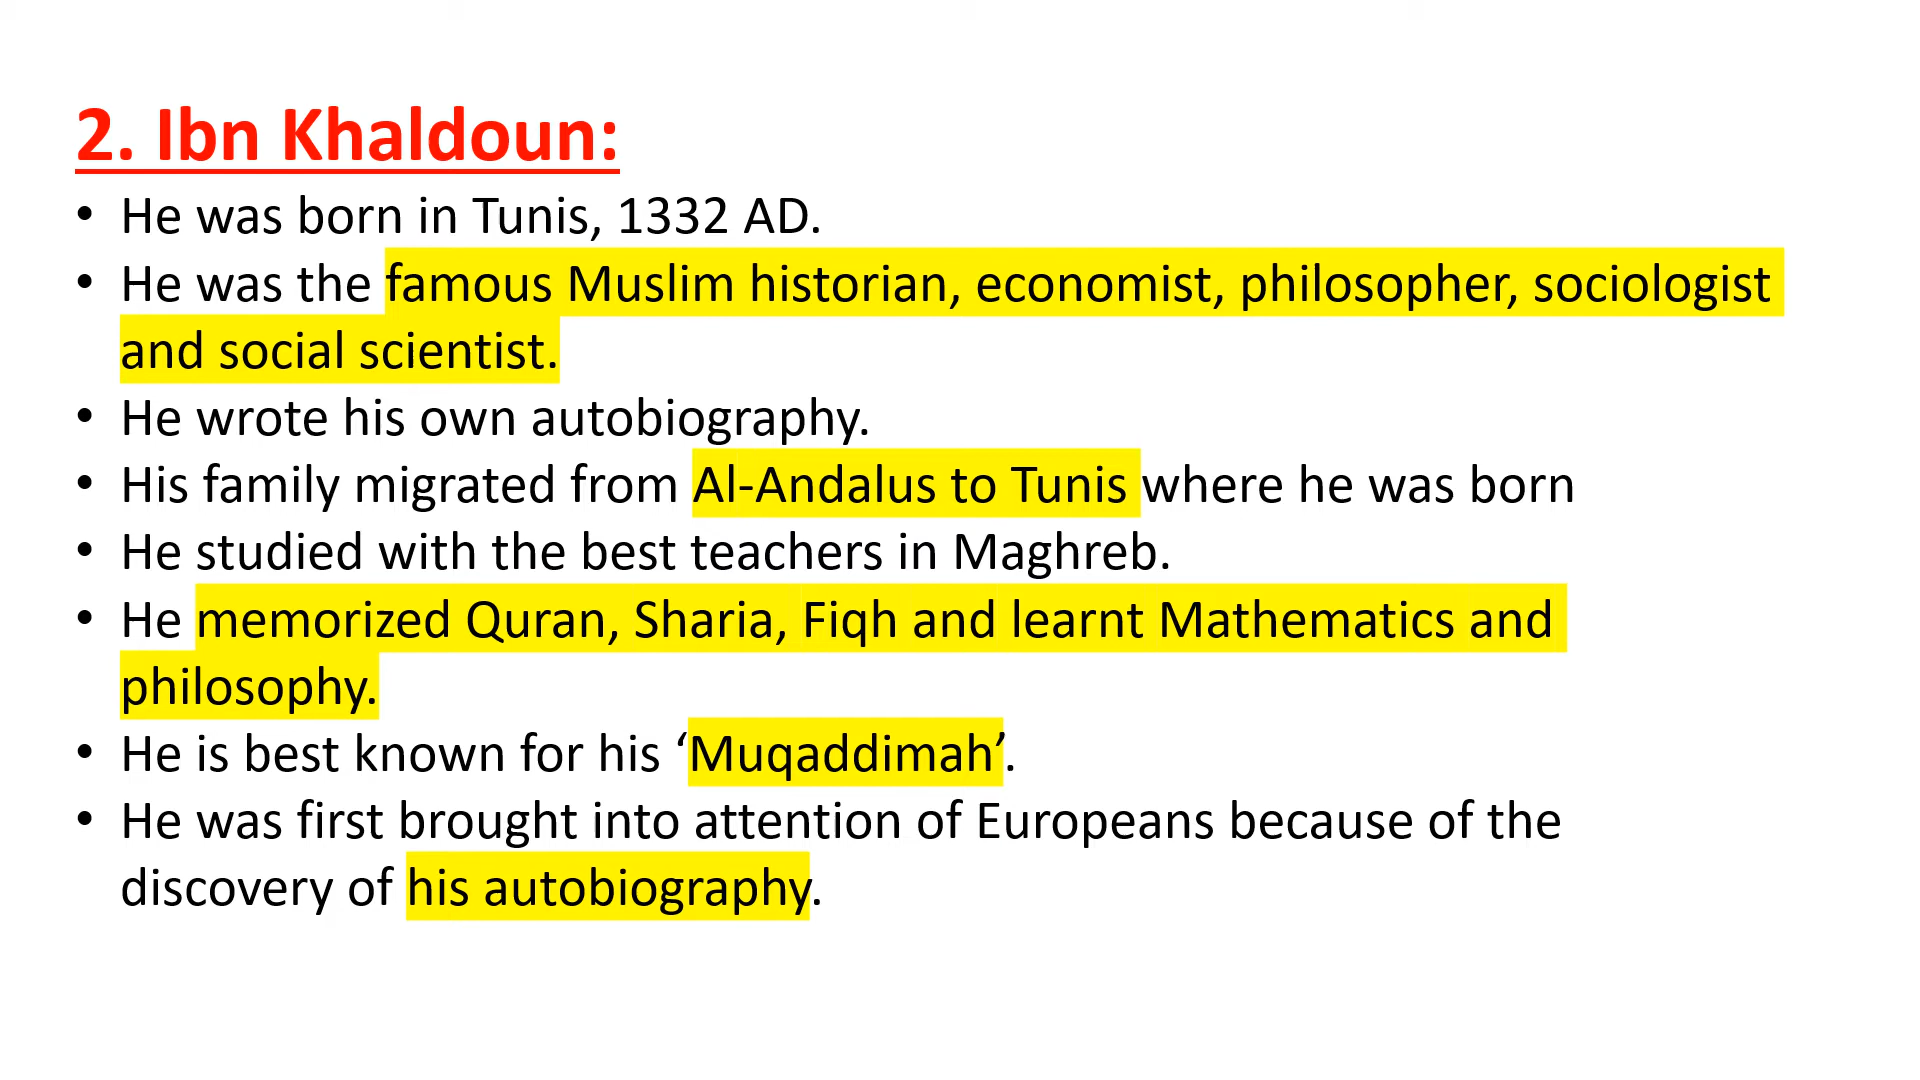 2. Ibn Khaldoun:
• He was born in Tunis, 1332 AD.
• He was the famous Muslim historian, economist, philosopher, sociologist
and social scientist.
• He wrote his own autobiography.
• His family migrated from Al-Andalus to Tunis where he was born
• He studied with the best teachers in Maghreb.
• He memorized Quran, Sharia, Fiqh and learnt Mathematics and
philosophy.
• He is best known for his ‘Muqaddimah’.
• He was first brought into attention of Europeans because of the
discovery of his autobiography.